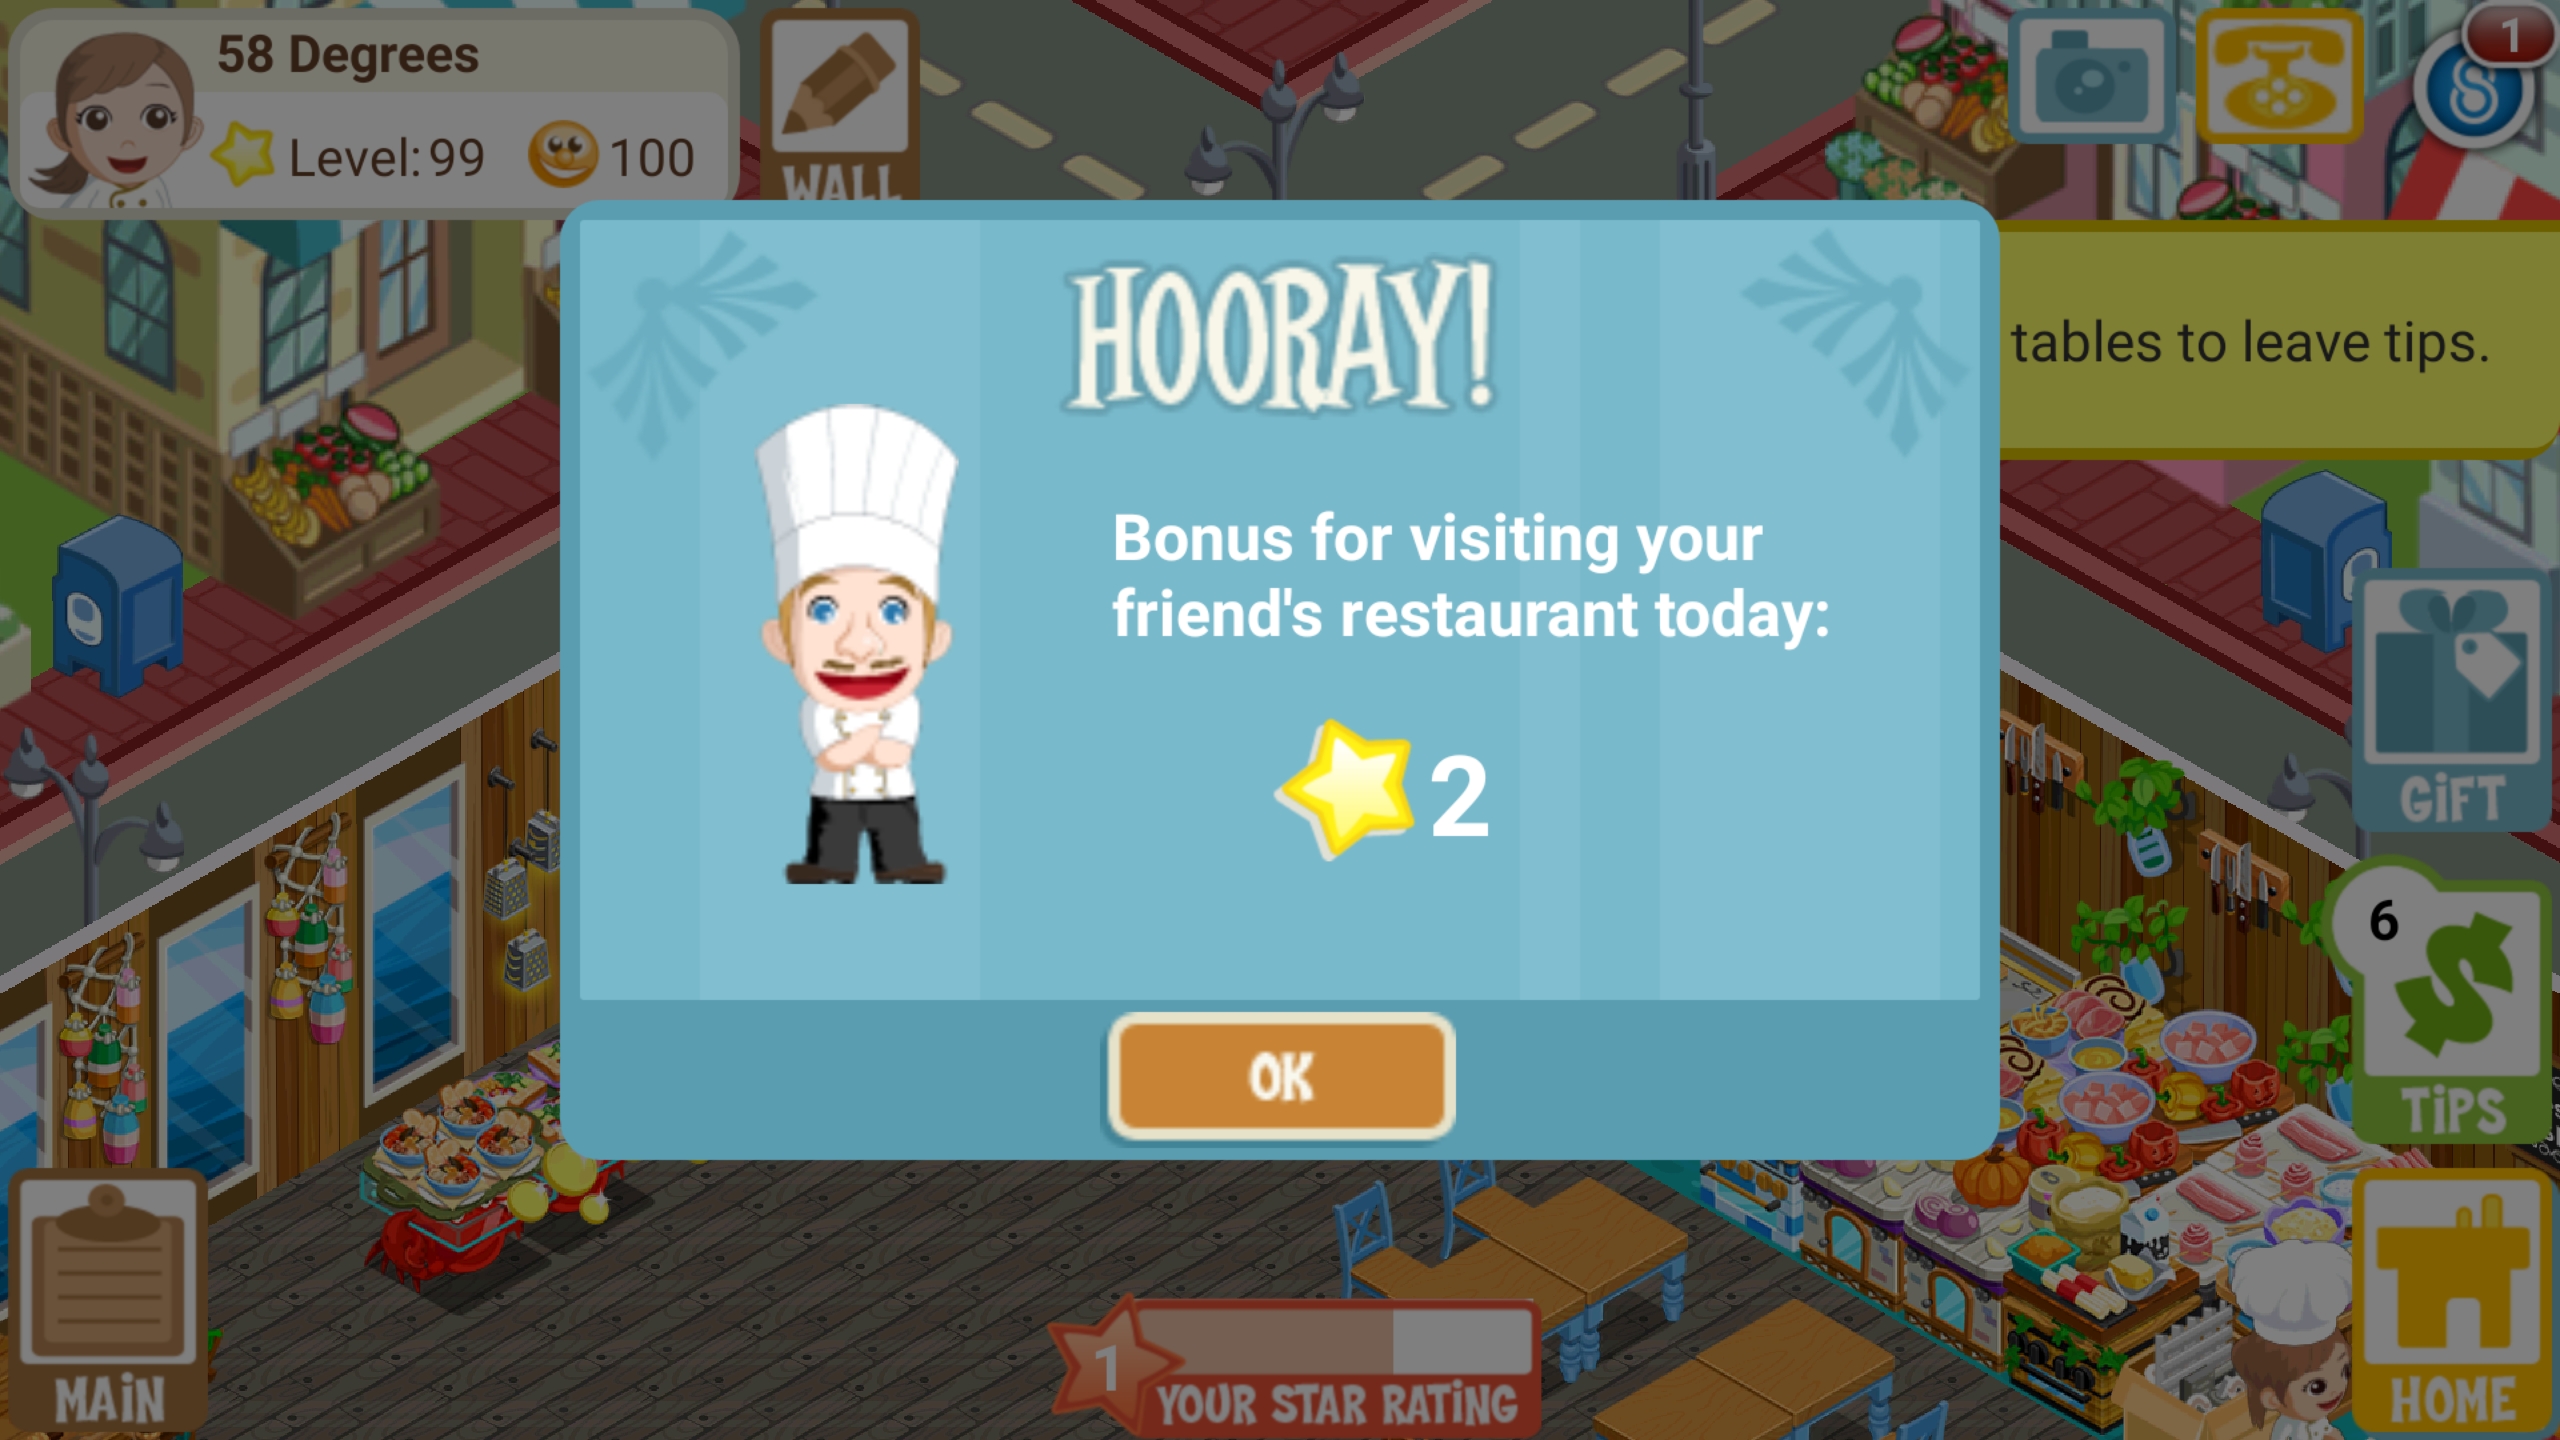 58 Degrees
Level: 99
100
WALL
1
HOORAY!
tables to leave tips.
Bonus for visiting your
friend's restaurant today:
2
GIFT
6
TIPS
OK
MAIN
1
YOUR STAR RATING
HOME